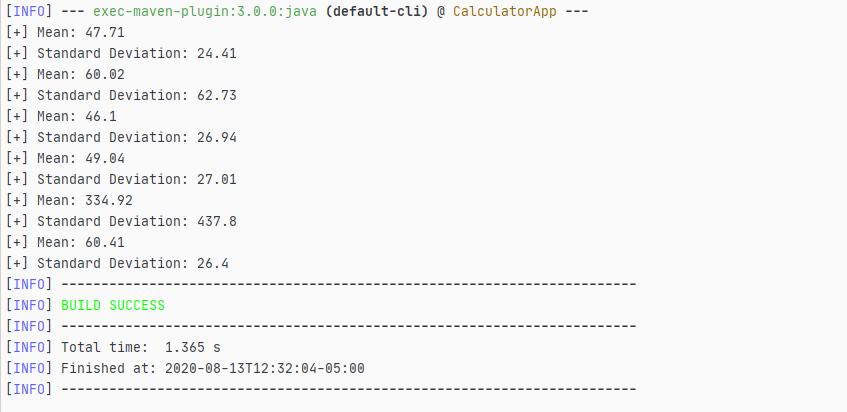 [INFO] --- exec-maven-plugin:3.0.0:java (default-cli) @ CalculatorApp ---
[+] Mean: 47.71
[+] Standard Deviation: 24.41
[+] Mean: 60.02
[+] Standard Deviation: 62.73
[+] Mean: 46.1
[+] Standard Deviation: 26.94
[+] Mean: 49.04
[+] Standard Deviation: 27.01
[+] Mean: 334.92
[+] Standard Deviation: 437.8
[+] Mean: 60.41
[+] Standard Deviation: 26.4
[INFO] ------------------------------------------------------------------------
[INFO] BUILD SUCCESS
[INFO] ------------------------------------------------------------------------
[INFO] Total time:  1.365 s
[INFO] Finished at: 2020-08-13T12:32:04-05:00
[INFO] ------------------------------------------------------------------------